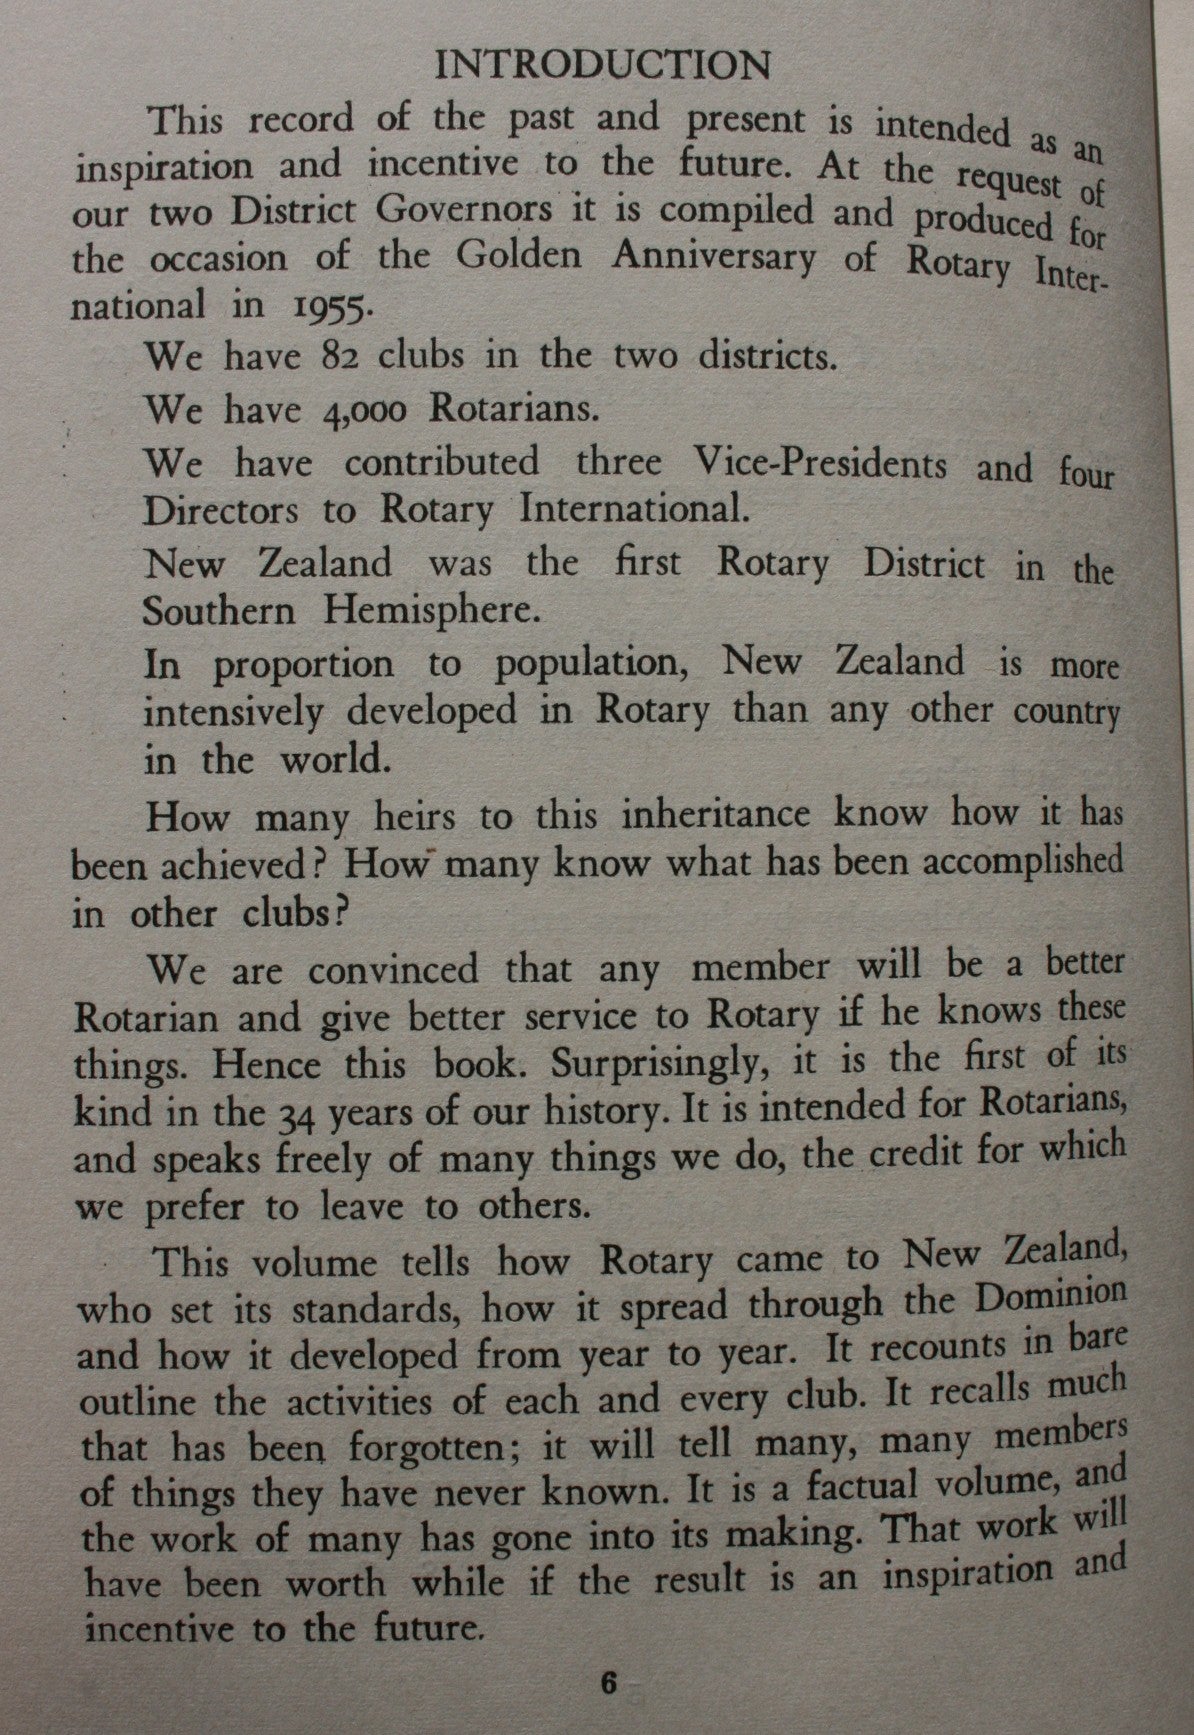 INTRODUCTION
This record of the past and present is intended as an
inspiration and incentive to the future. At the request of
our two District Governors it is compiled and produced for
the occasion of the Golden Anniversary of Rotary Inter-
national in 1955.
We have 82 clubs in the two districts.
We have 4,000 Rotarians.
We have contributed three Vice-Presidents and four
Directors to Rotary International.
New Zealand was the first Rotary District in the
Southern Hemisphere.
In proportion to population, New Zealand is more
intensively developed in Rotary than any other country
in the world.
How many heirs to this inheritance know how it has
been achieved? How many know what has been accomplished
in other clubs?
We are convinced that any member will be a better
Rotarian and give better service to Rotary if he knows these
things. Hence this book. Surprisingly, it is the first of its
kind in the 34 years of our history. It is intended for Rotarians,
and speaks freely of many things we do, the credit for which
we prefer to leave to others.
This volume tells how Rotary came to New Zealand,
who set its standards, how it spread through the Dominion
and how it developed from year to year. It recounts in bare
outline the activities of each and every club. It recalls much
that has been forgotten; it will tell many, many members
of things they have never known. It is a factual volume, and
the work of many has gone into its making. That work will
have been worth while if the result is an inspiration and
incentive to the future.
6